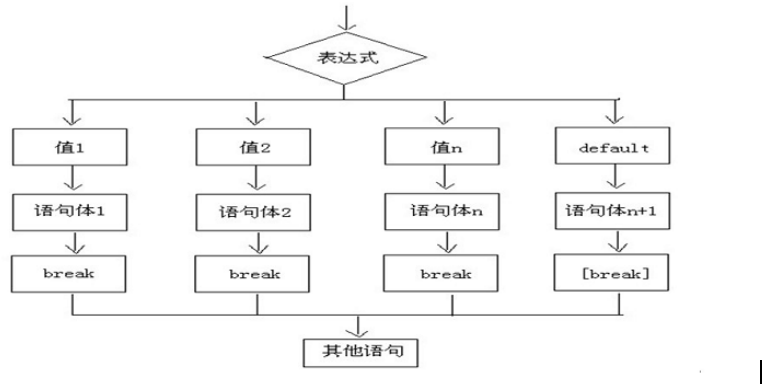 表达式
值1 值2 值n default
语句体1 语句体2 语句体n 语句体n+1
break break break [break]
其他语句